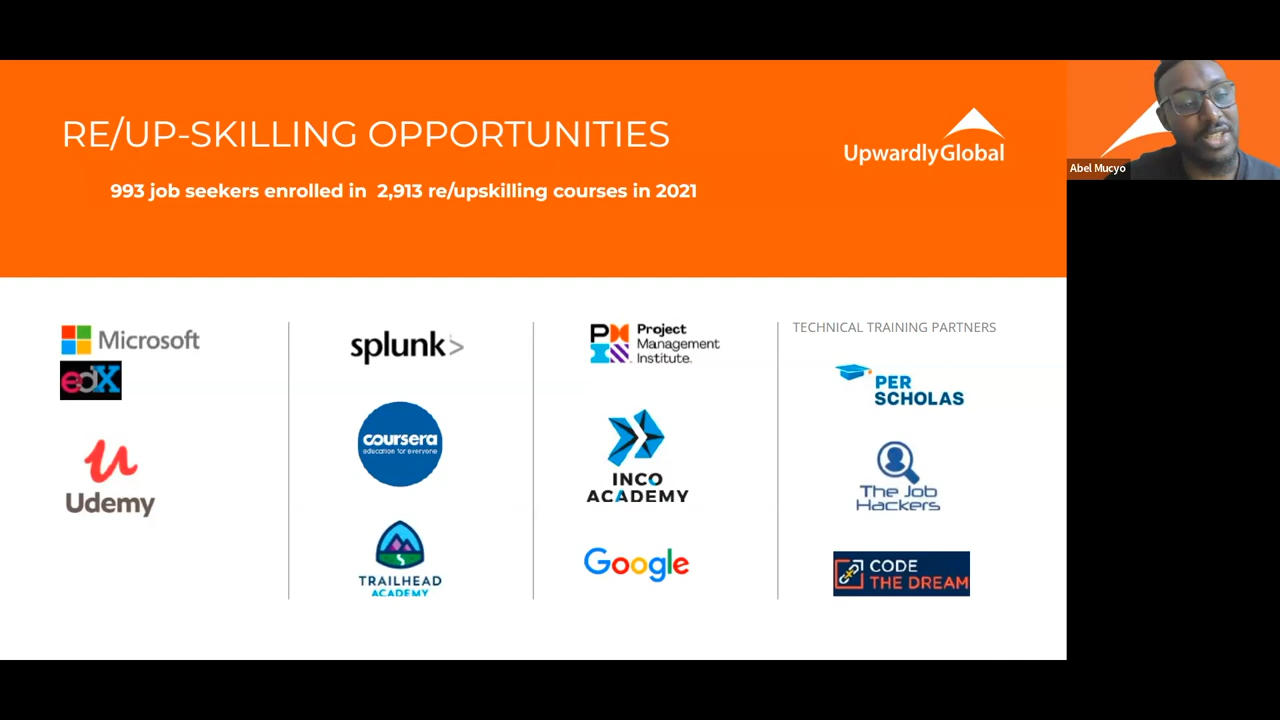 RE/UP-SKILLING OPPORTUNITIES
993 job seekers enrolled in 2,913 re/upskilling courses in 2021
UpwardlyGlobal
Abel Mucyo
Microsoft
edX
Udemy
splunk>
coursera
education for everyone
TRAILHEAD
ACADEMY
Project
Management
Institute.
INCO
ACADEMY
Google
TECHNICAL TRAINING PARTNERS
PER
SCHOLAS
The Job
Hackers
CODE
THE DREAM